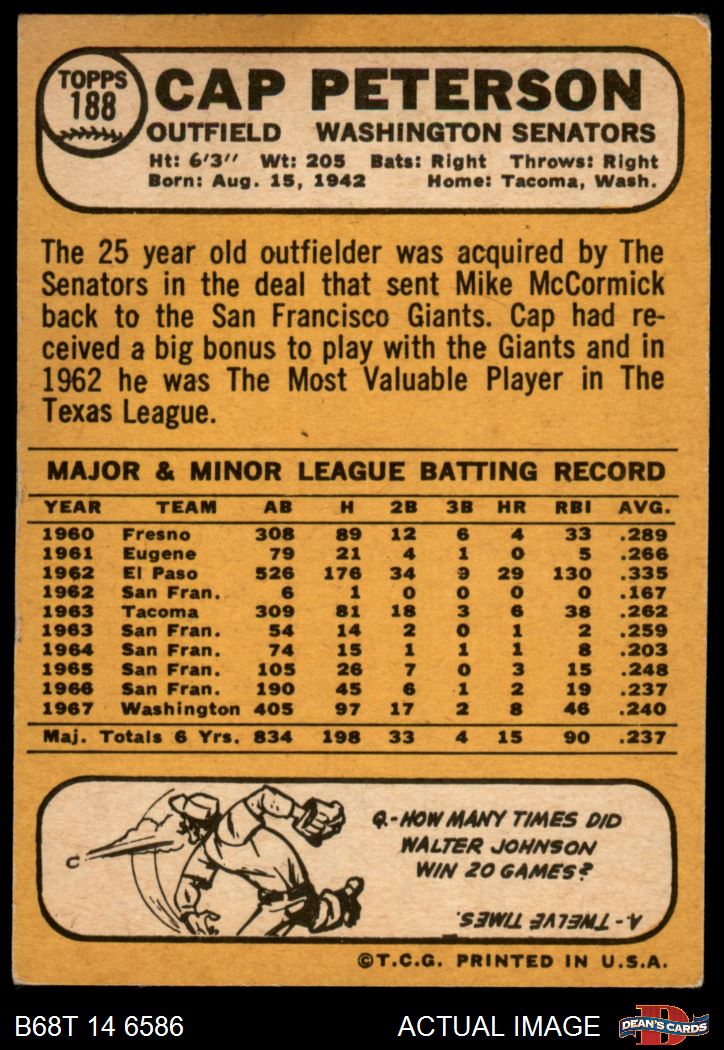 TOPPS
188
CAP PETERSON
OUTFIELD WASHINGTON SENATORS
Ht: 6'3" Wt: 205 Bats: Right Throws: Right
Born: Aug. 15, 1942 Home: Tacoma, Wash.
The 25 year old outfielder was acquired by The
Senators in the deal that sent Mike McCormick
back to the San Francisco Giants. Cap had re-
ceived a big bonus to play with the Giants and in
1962 he was The Most Valuable Player in The
Texas League.
MAJOR & MINOR LEAGUE BATTING RECORD
YEAR TEAM AB H 2B 3B HR RBI AVG.
1960 Fresno 308 89 12 6 4 33 .289
1961 Eugene 79 21 4 1 0 5 .266
1962 El Paso 526 176 34 9 29 130 .335
1962 San Fran. 6 1 0 0 0 0 .167
1963 Tacoma 309 81 18 3 6 38 .262
1963 San Fran. 54 14 2 0 1 2 .259
1964 San Fran. 74 15 1 1 1 8 .203
1965 San Fran. 105 26 7 0 3 15 .248
1966 San Fran. 190 45 6 1 2 19 .237
1967 Washington 405 97 17 2 8 46 .240
Maj. Totals 6 Yrs. 834 198 33 4 15 90 .237
Q.-HOW MANY TIMES DID
WALTER JOHNSON
WIN 20 GAMES?
A.-TWELVE TIMES.
©T.C.G. PRINTED IN U.S.A.
B68T 14 6586 ACTUAL IMAGE
D
DEAN'S CARDS